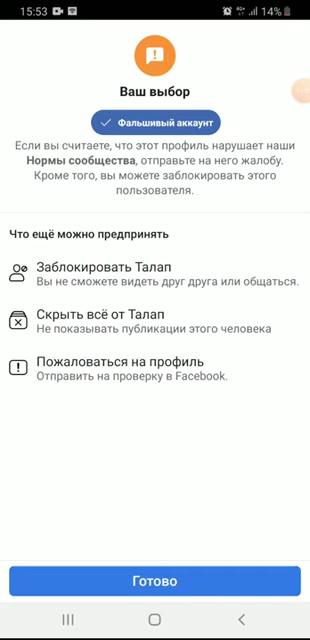 15:53 4G+ 14%
Ваш выбор
Фальшивый аккаунт
Если вы считаете, что этот профиль нарушает наши
Нормы сообщества, отправьте на него жалобу.
Кроме того, вы можете заблокировать этого
пользователя.
Что ещё можно предпринять
Заблокировать Талап
Вы не сможете видеть друг друга или общаться.
Скрыть всё от Талап
Не показывать публикации этого человека
Пожаловаться на профиль
Отправить на проверку в Facebook.
Готово